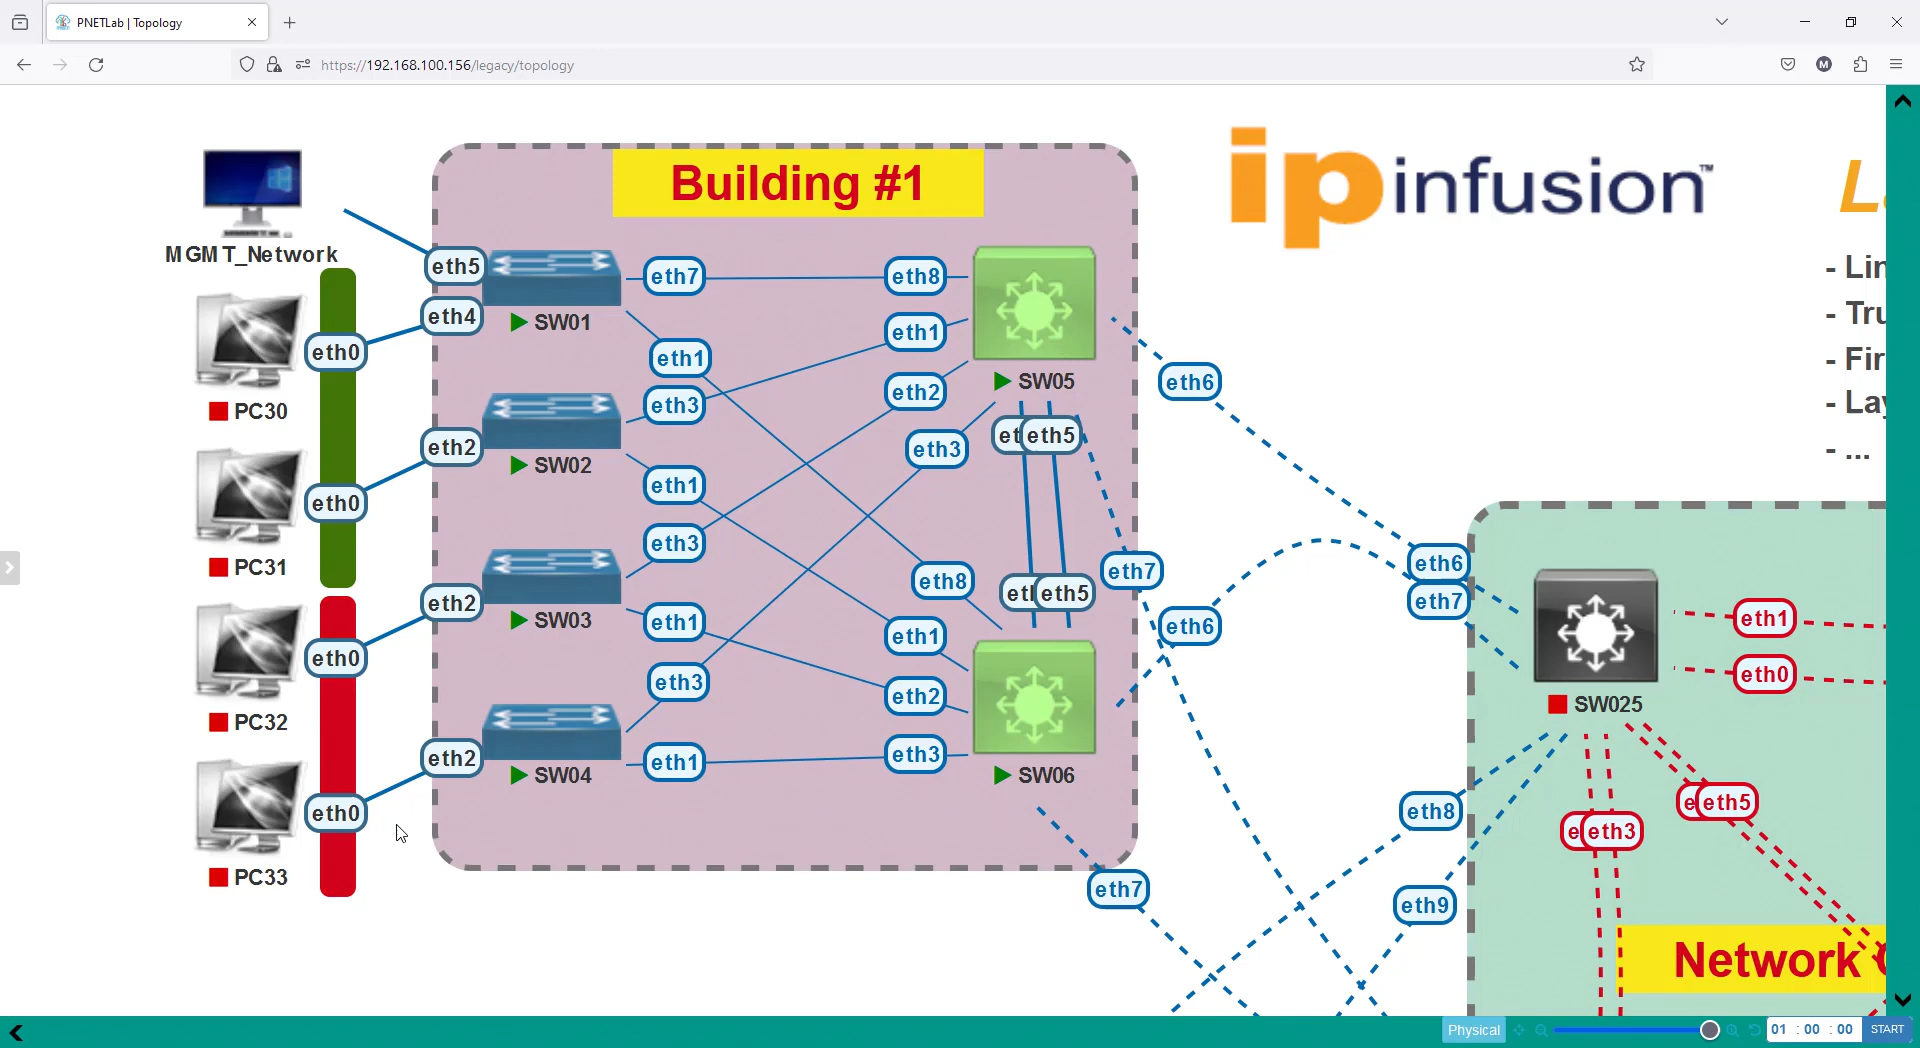 PNETLab | Topology
https://192.168.100.156/legacy/topology
M
Building #1
ip infusion™
MGMT_Network
eth5
eth7
eth8
- Lin
eth4
SW01
- Tru
eth0
eth1
eth1
- Fir
PC30
eth3
eth2
SW05
eth6
- Lay
eth2
SW02
eth3
eth5
- ...
eth0
eth1
PC31
eth3
eth8
eth7
eth6
eth2
SW03
eth5
eth7
eth0
eth1
eth1
eth6
eth1
PC32
eth3
eth2
eth0
SW025
eth2
SW04
eth1
eth3
SW06
eth0
eth8
eth3
eth5
PC33
eth7
eth9
Network
Physical
01 : 00 : 00
START